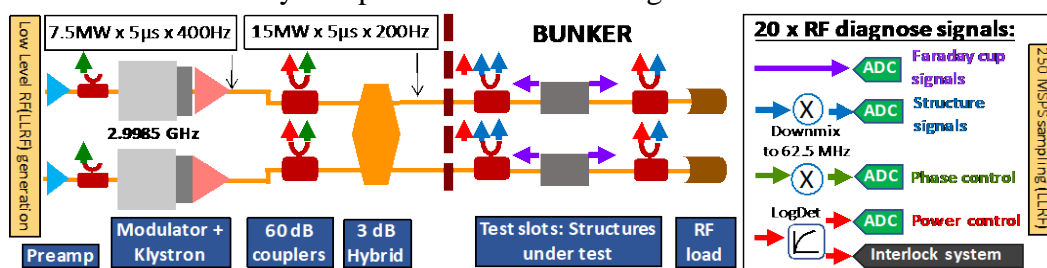 Low Level RF(LLRF) generation
7.5MW x 5µs x 400Hz
15MW x 5µs x 200Hz
BUNKER
2.9985 GHz
Preamp
Modulator +
Klystron
60 dB
couplers
3 dB
Hybrid
Test slots: Structures
under test
RF
load
20 x RF diagnose signals:
ADC
Faraday cup
signals
X
ADC
Structure
signals
Downmix
to 62.5 MHz
X
ADC
Phase control
LogDet
ADC
Power control
Interlock system
250 MSPS sampling (LLRF)